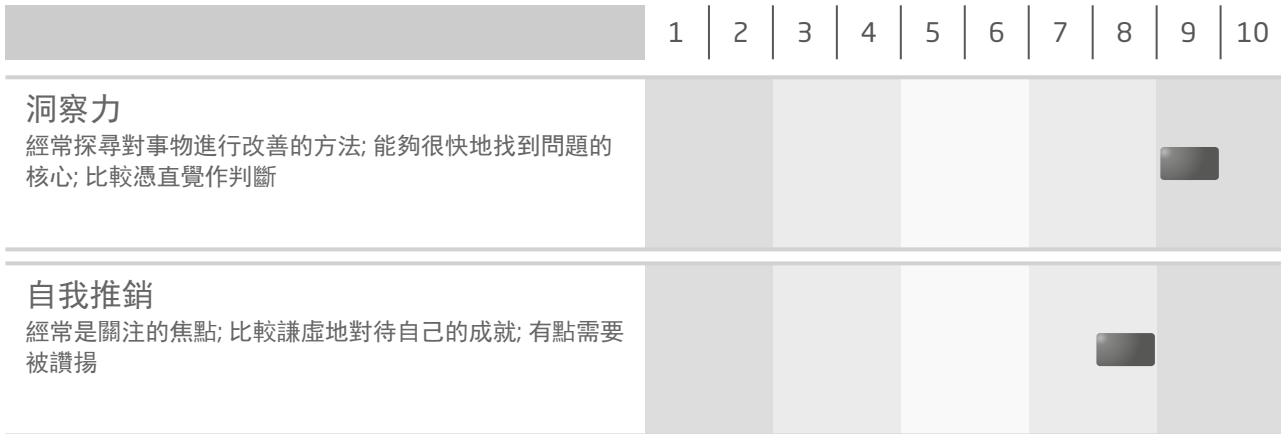 1 2 3 4 5 6 7 8 9 10
洞察力
經常探尋對事物進行改善的方法; 能夠很快地找到問題的
核心; 比較憑直覺作判斷
自我推銷
經常是關注的焦點; 比較謙虛地對待自己的成就; 有點需要
被讚揚